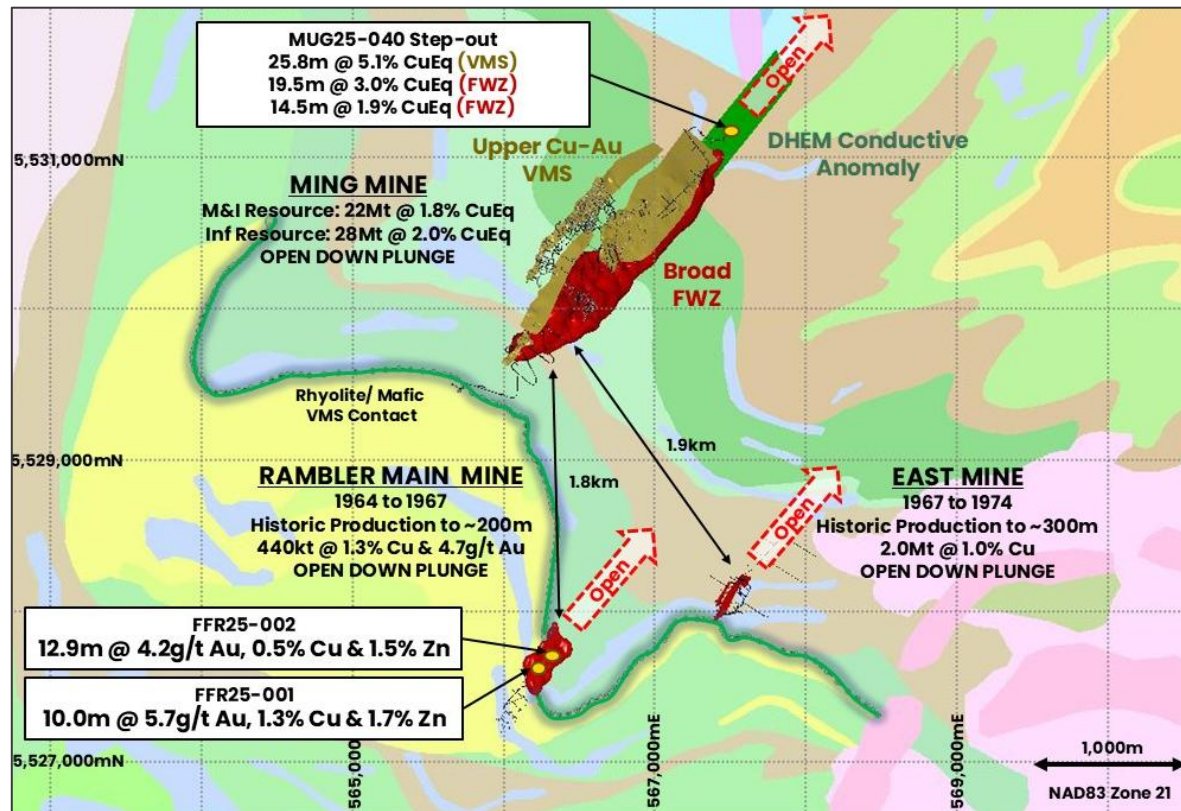 MUG25-040 Step-out
25.8m @ 5.1% CuEq (VMS)
19.5m @ 3.0% CuEq (FWZ)
14.5m @ 1.9% CuEq (FWZ)
Open
5,531,000mN
Upper Cu-Au
VMS
DHEM Conductive
Anomaly
MING MINE
M&I Resource: 22Mt @ 1.8% CuEq
Inf Resource: 28Mt @ 2.0% CuEq
OPEN DOWN PLUNGE
Broad
FWZ
Rhyolite/ Mafic
VMS Contact
5,529,000mN
1.8km
1.9km
RAMBLER MAIN MINE
1964 to 1967
Historic Production to ~200m
440kt @ 1.3% Cu & 4.7g/t Au
OPEN DOWN PLUNGE
Open
Open
EAST MINE
1967 to 1974
Historic Production to ~300m
2.0Mt @ 1.0% Cu
OPEN DOWN PLUNGE
FFR25-002
12.9m @ 4.2g/t Au, 0.5% Cu & 1.5% Zn
FFR25-001
10.0m @ 5.7g/t Au, 1.3% Cu & 1.7% Zn
5,527,000mN
565,000mE
567,000mE
569,000mE
1,000m
NAD83 Zone 21